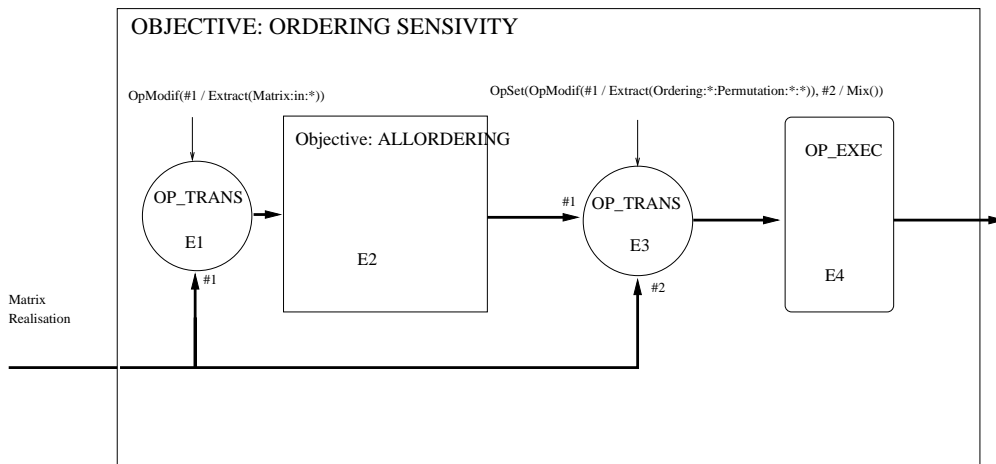 OBJECTIVE: ORDERING SENSIVITY
OpModif(#1 / Extract(Matrix:in:*))
OpSet(OpModif(#1 / Extract(Ordering:*:Permutation:*:*)), #2 / Mix())
Objective: ALLORDERING
OP_EXEC
OP_TRANS
#1
OP_TRANS
E1
E2
E3
E4
#1
#2
Matrix
Realisation